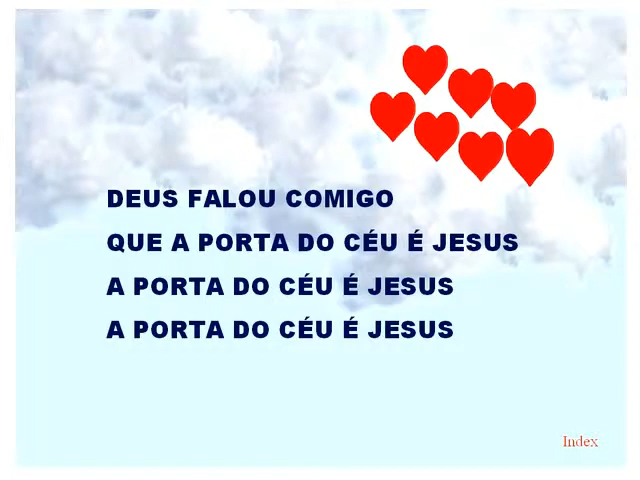 DEUS FALOU COMIGO
QUE A PORTA DO CÉU É JESUS
A PORTA DO CÉU É JESUS
A PORTA DO CÉU É JESUS
Index